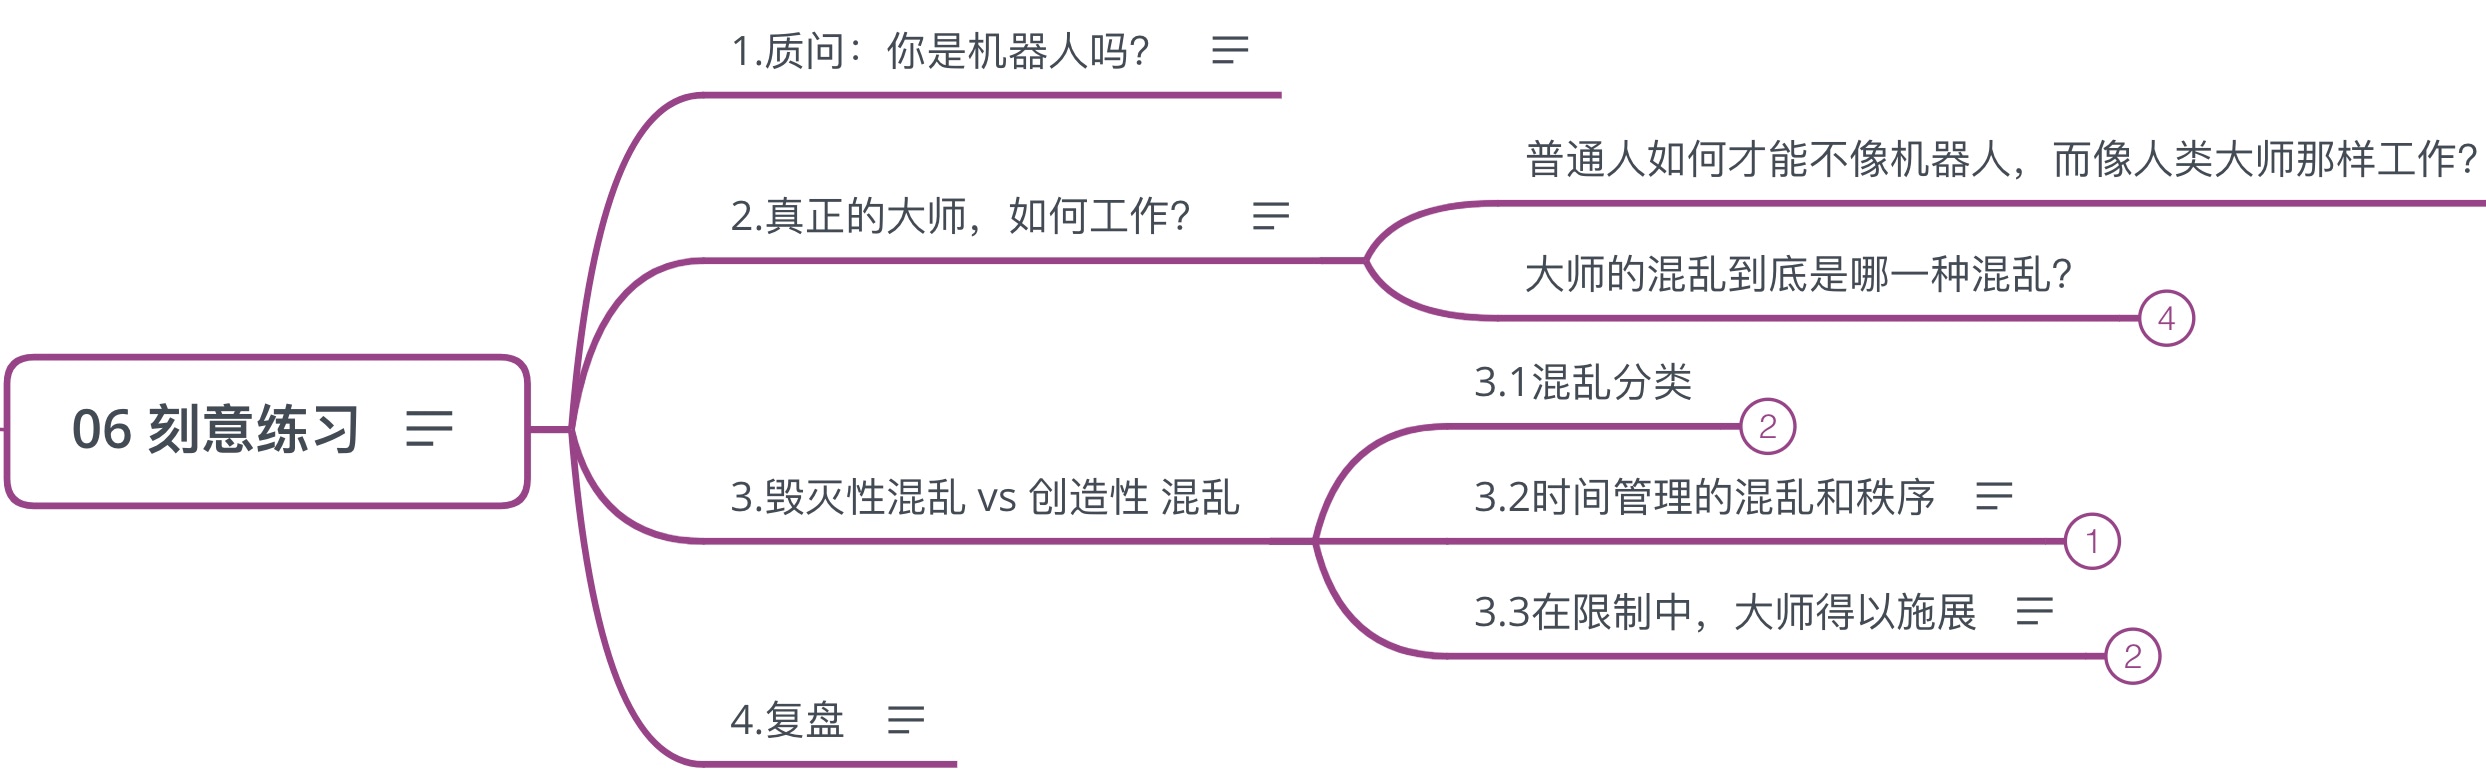 1.质问：你是机器人吗？
普通人如何才能不像机器人，而像人类大师那样工作？
2.真正的大师，如何工作？
大师的混乱到底是哪一种混乱？
4
3.1混乱分类
2
06 刻意练习
3.毁灭性混乱 vs 创造性 混乱
3.2时间管理的混乱和秩序
1
3.3在限制中，大师得以施展
2
4.复盘